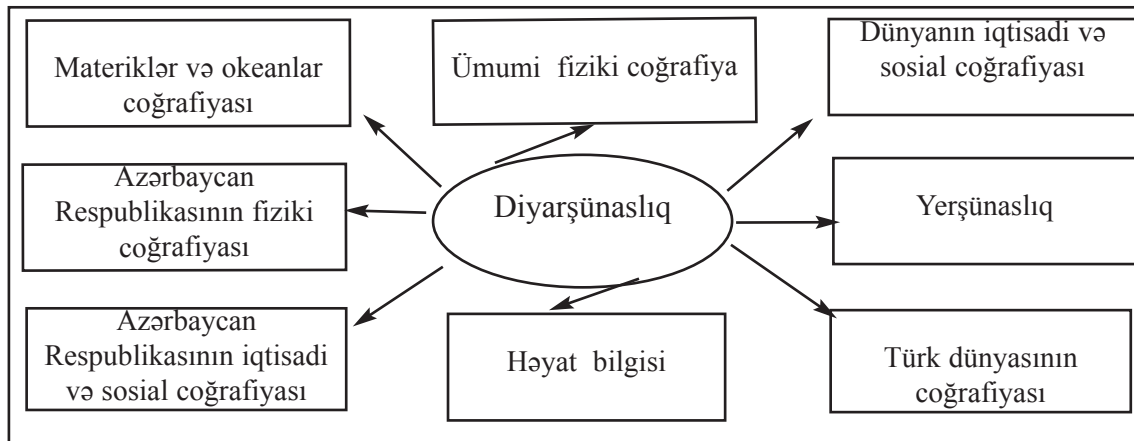 Materiklər və okeanlar
coğrafiyası
Ümumi fiziki coğrafiya
Dünyanın iqtisadi və
sosial coğrafiyası
Azərbaycan
Respublikasının fiziki
coğrafiyası
Diyarşünaslıq
Yerşünaslıq
Azərbaycan
Respublikasının iqtisadi
və sosial coğrafiyası
Həyat bilgisi
Türk dünyasının
coğrafiyası